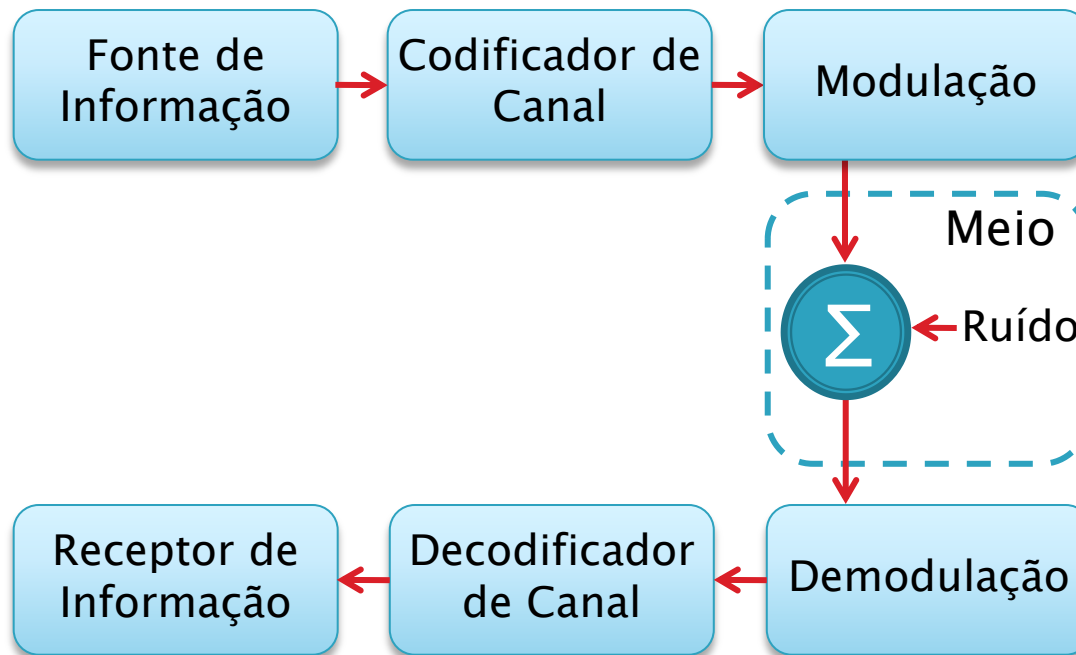 Fonte de
Informação
Codificador de
Canal
Modulação
Meio
Σ
Ruído
Receptor de
Informação
Decodificador
de Canal
Demodulação